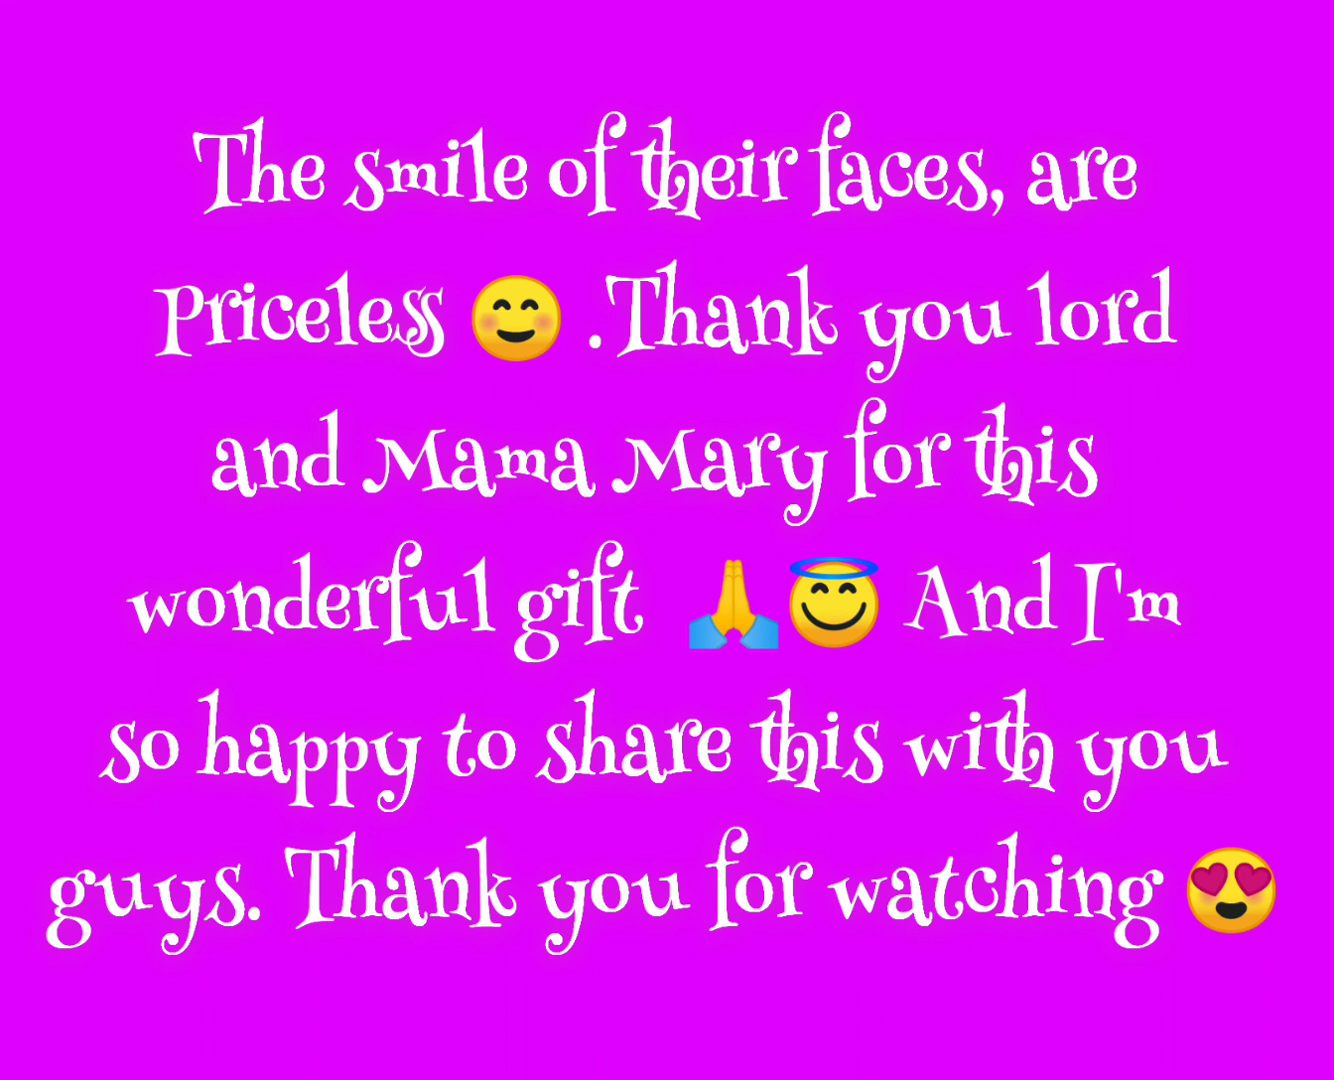 The smile of their faces, are
Priceless 😊 .Thank you lord
and Mama Mary for this
wonderful gift 🙏😇 And I'm
so happy to share this with you
guys. Thank you for watching 😍